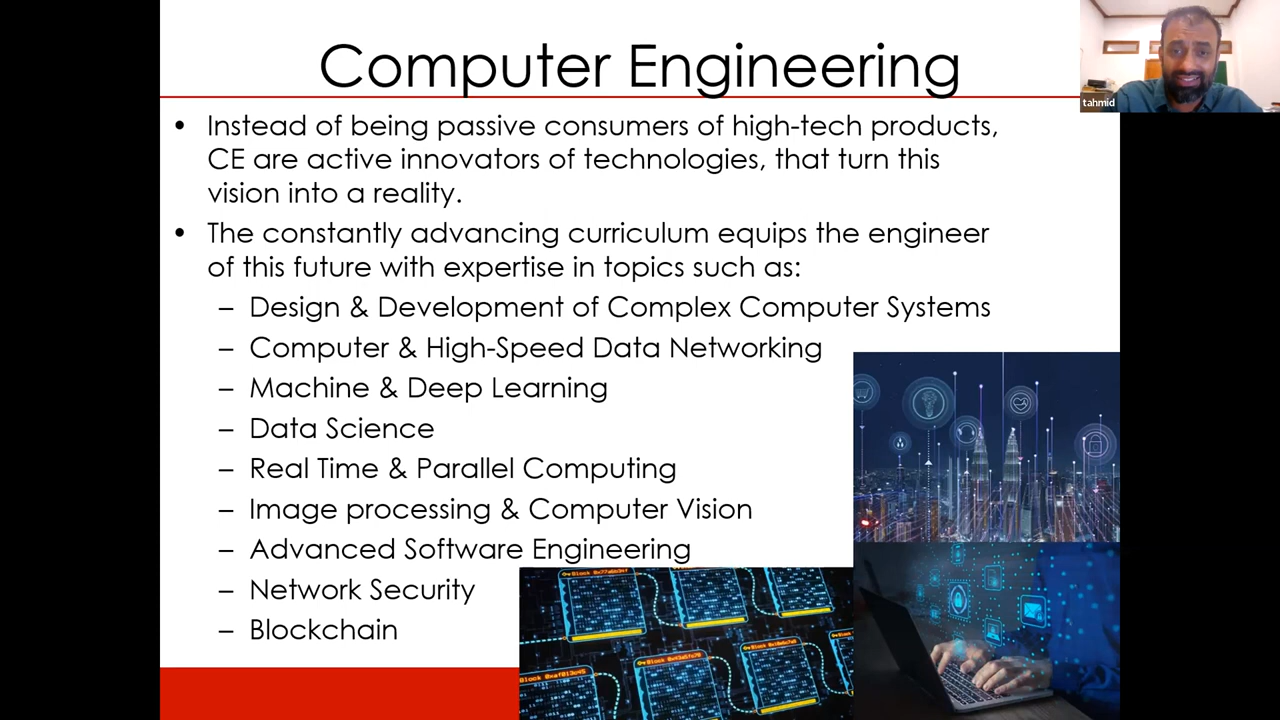 Computer Engineering
tahmid
• Instead of being passive consumers of high-tech products,
CE are active innovators of technologies, that turn this
vision into a reality.
• The constantly advancing curriculum equips the engineer
of this future with expertise in topics such as:
– Design & Development of Complex Computer Systems
– Computer & High-Speed Data Networking
– Machine & Deep Learning
– Data Science
– Real Time & Parallel Computing
– Image processing & Computer Vision
– Advanced Software Engineering
– Network Security
– Blockchain